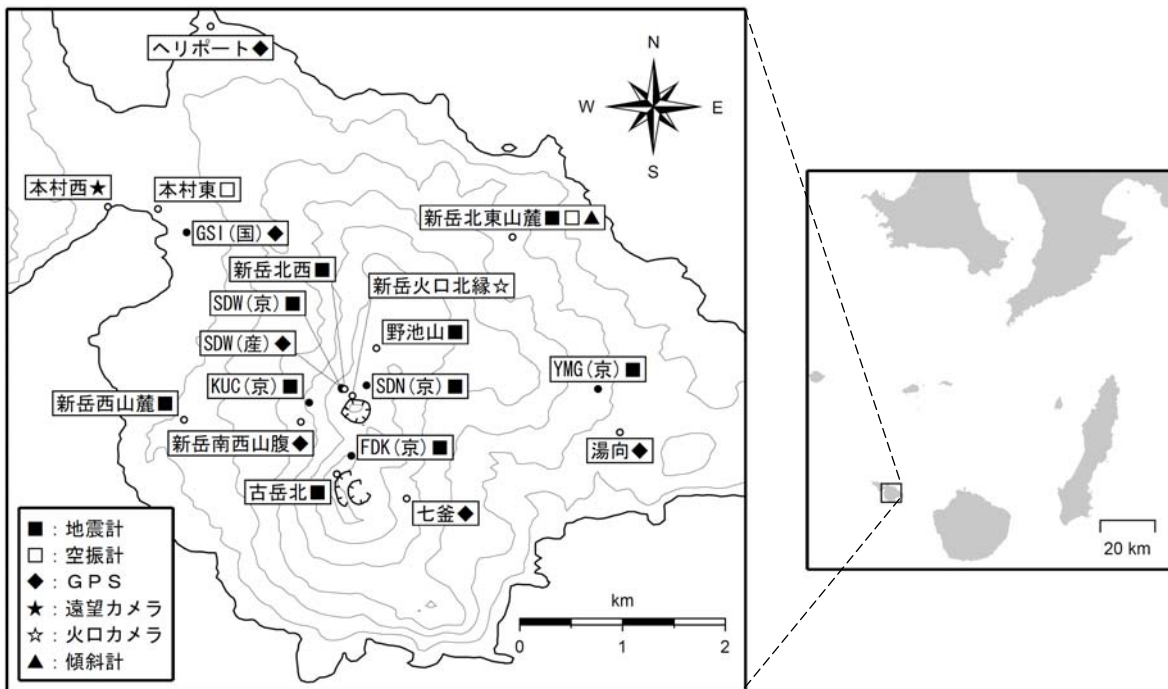 ヘリポート◆
N
W
E
S
本村西★
本村東□
GSI(国)◆
新岳北東山麓■□▲
新岳北西■
新岳火口北縁☆
SDW(京)■
野池山■
SDW(産)◆
YMG(京)■
KUC(京)■
SDN(京)■
新岳西山麓■
新岳南西山腹◆
FDK(京)■
湯向◆
古岳北■
七釜◆
■:地震計
□:空振計
◆:GPS
★:遠望カメラ
☆:火口カメラ
▲:傾斜計
km
0 1 2
20 km